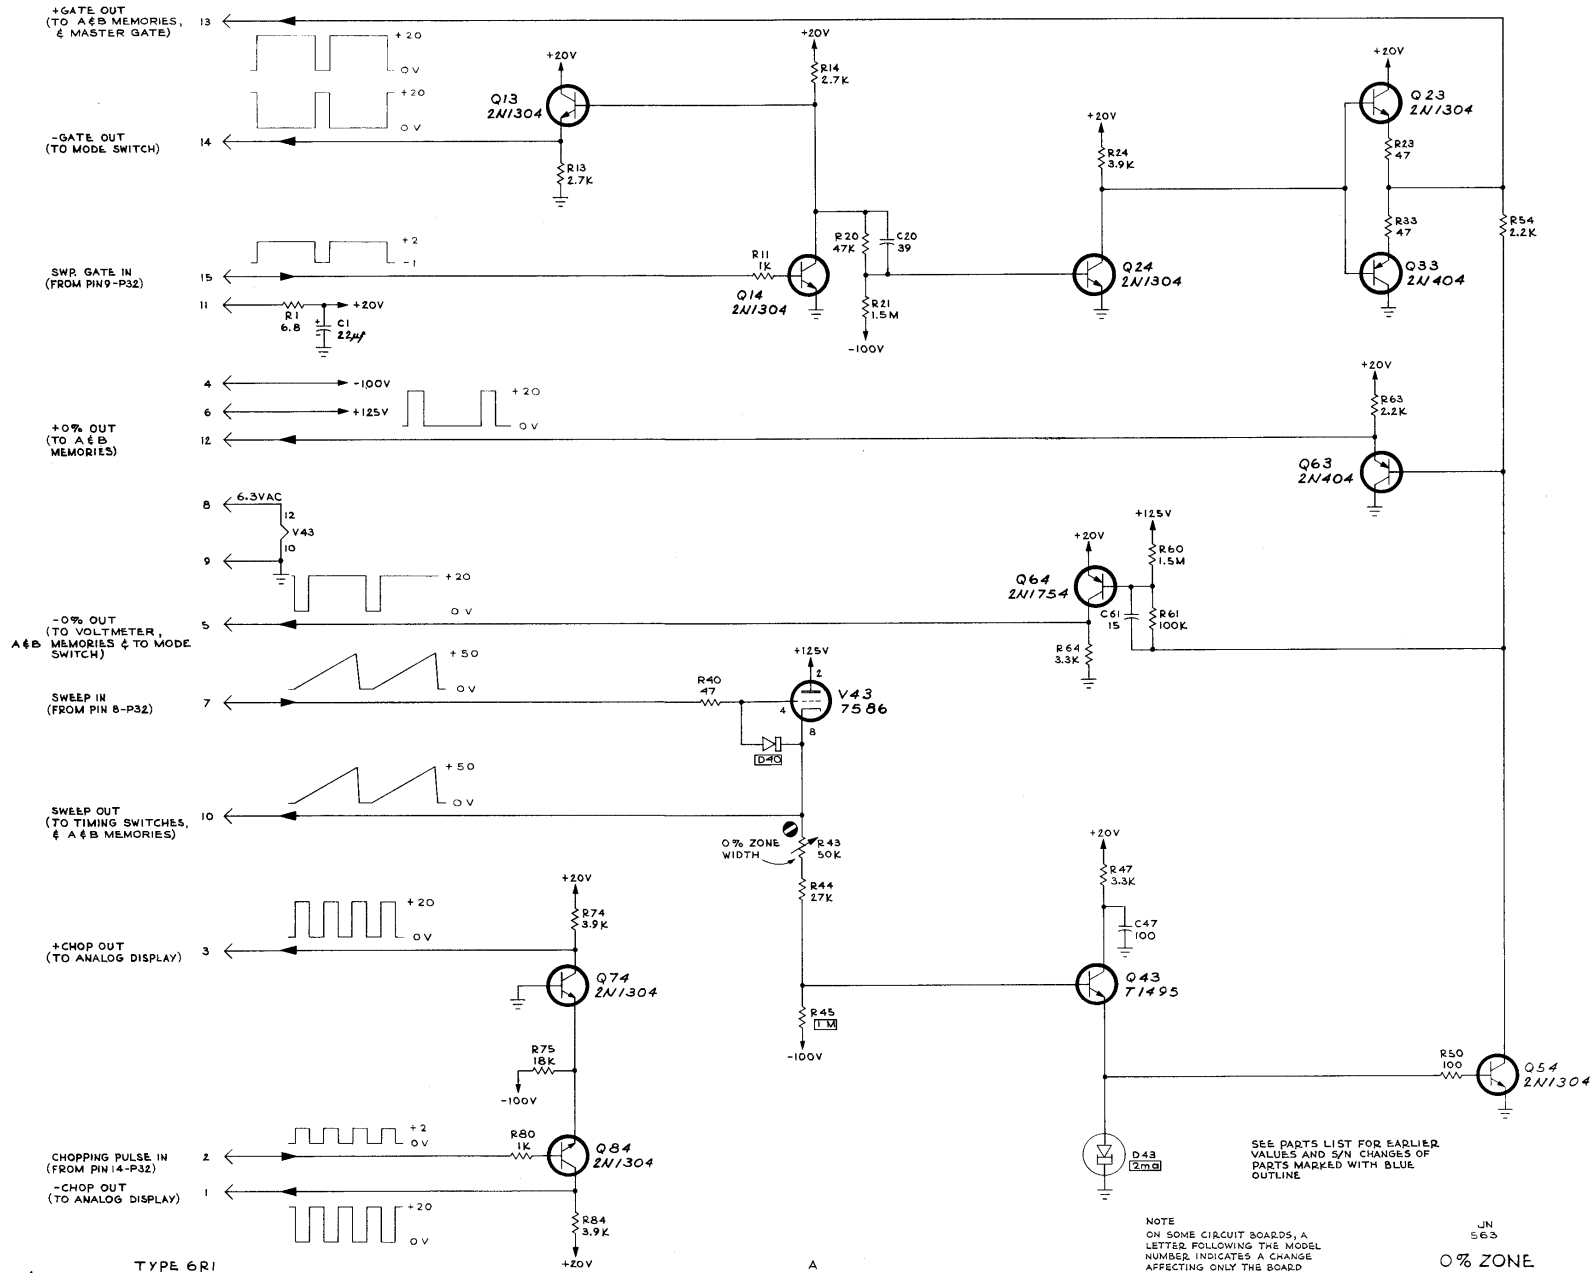 +GATE OUT
(TO A&B MEMORIES,
& MASTER GATE)
13
+20
0V
+20
0V
-GATE OUT
(TO MODE SWITCH)
14
+20V
Q13
2N1304
R13
2.7K
+20V
R14
2.7K
+20V
R24
3.9K
+20V
Q23
2N1304
R23
47
R33
47
Q33
2N404
R54
2.2K
SWP. GATE IN
(FROM PIN 9-P32)
15
+2
-1
R11
1K
Q14
2N1304
R20
47K
C20
39
R21
1.5M
-100V
Q24
2N1304
11
R1
6.8
+20V
C1
22µf
4
-100V
6
+125V
+20
0V
+0% OUT
(TO A&B
MEMORIES)
12
+20V
R63
2.2K
Q63
2N404
8
6.3VAC
12
V43
10
9
+20
0V
-0% OUT
(TO VOLTMETER,
A&B MEMORIES & TO MODE
SWITCH)
5
+20V
Q64
2N1754
R64
3.3K
+125V
R60
1.5M
C61
15
R61
100K
+50
0V
SWEEP IN
(FROM PIN 8-P32)
7
R40
47
+125V
2
V43
7586
4
8
D40
+50
0V
SWEEP OUT
(TO TIMING SWITCHES,
& A&B MEMORIES)
10
0% ZONE
WIDTH
R43
50K
R44
27K
R45
1M
-100V
+20V
R47
3.3K
C47
100
Q43
T1495
D43
2ma
R50
100
Q54
2N1304
+20
0V
+CHOP OUT
(TO ANALOG DISPLAY)
3
+20V
R74
3.9K
Q74
2N1304
R75
18K
-100V
+2
0V
CHOPPING PULSE IN
(FROM PIN 14-P32)
2
R80
1K
Q84
2N1304
-CHOP OUT
(TO ANALOG DISPLAY)
1
+20
0V
R84
3.9K
+20V
SEE PARTS LIST FOR EARLIER
VALUES AND S/N CHANGES OF
PARTS MARKED WITH BLUE
OUTLINE
NOTE
ON SOME CIRCUIT BOARDS, A
LETTER FOLLOWING THE MODEL
NUMBER INDICATES A CHANGE
AFFECTING ONLY THE BOARD
JN
563
TYPE 6R1
A
0% ZONE